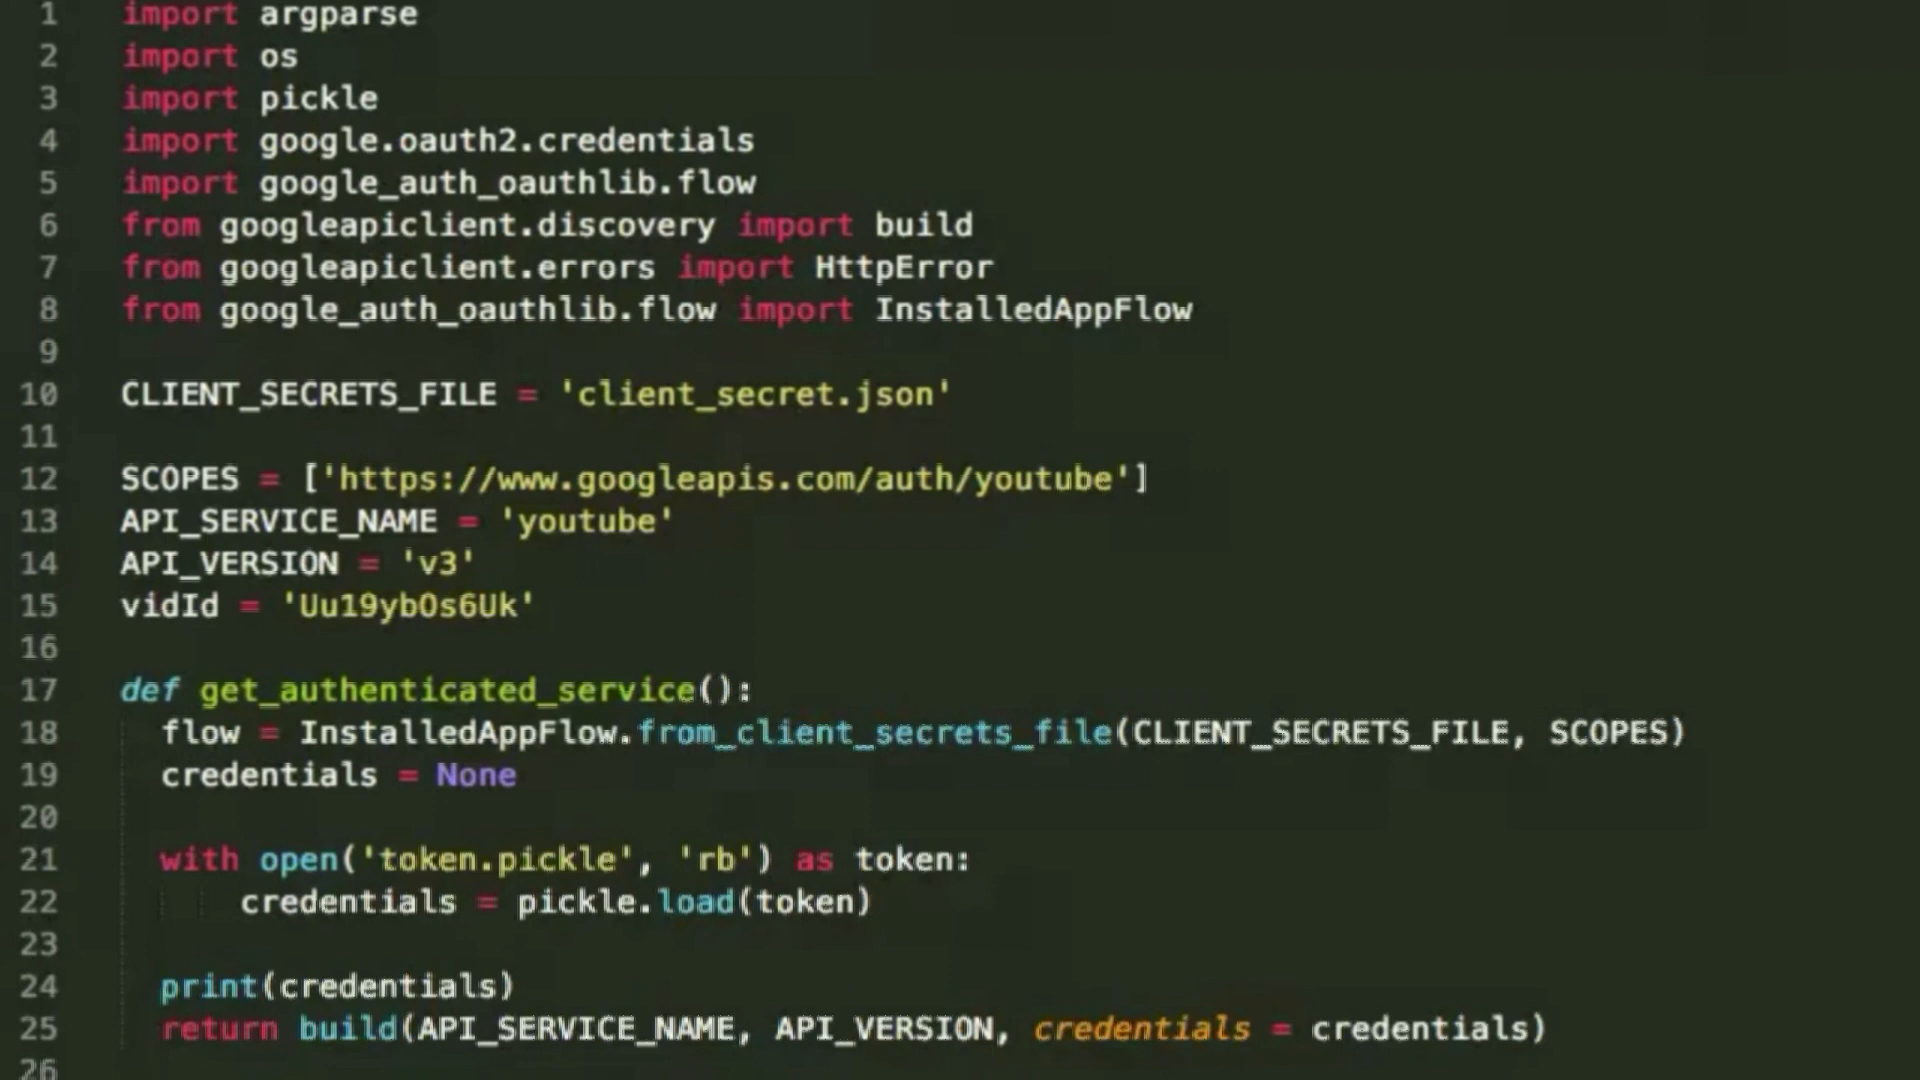 1 import argparse
2 import os
3 import pickle
4 import google.oauth2.credentials
5 import google_auth_oauthlib.flow
6 from googleapiclient.discovery import build
7 from googleapiclient.errors import HttpError
8 from google_auth_oauthlib.flow import InstalledAppFlow
9
10 CLIENT_SECRETS_FILE = 'client_secret.json'
11
12 SCOPES = ['https://www.googleapis.com/auth/youtube']
13 API_SERVICE_NAME = 'youtube'
14 API_VERSION = 'v3'
15 vidId = 'Uu19ybOs6Uk'
16
17 def get_authenticated_service():
18 flow = InstalledAppFlow.from_client_secrets_file(CLIENT_SECRETS_FILE, SCOPES)
19 credentials = None
20
21 with open('token.pickle', 'rb') as token:
22 credentials = pickle.load(token)
23
24 print(credentials)
25 return build(API_SERVICE_NAME, API_VERSION, credentials = credentials)
26